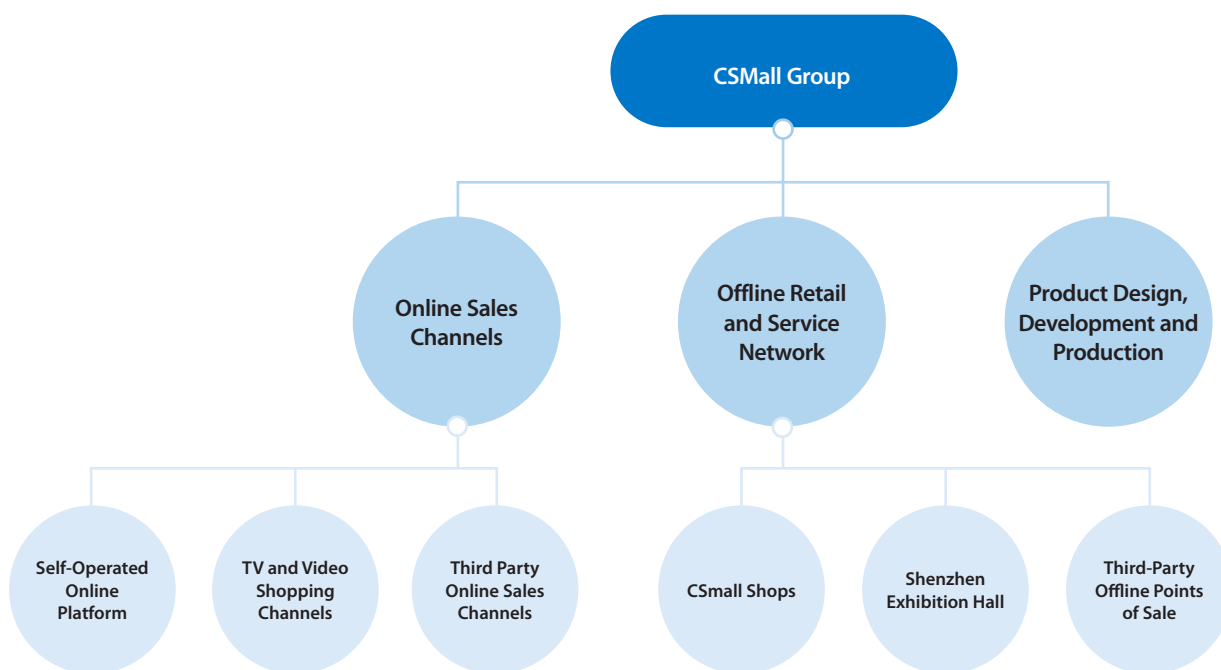 CSMall Group
Online Sales
Channels
Offline Retail
and Service
Network
Product Design,
Development and
Production
Self-Operated
Online
Platform
TV and Video
Shopping
Channels
Third Party
Online Sales
Channels
CSmall Shops
Shenzhen
Exhibition Hall
Third-Party
Offline Points
of Sale